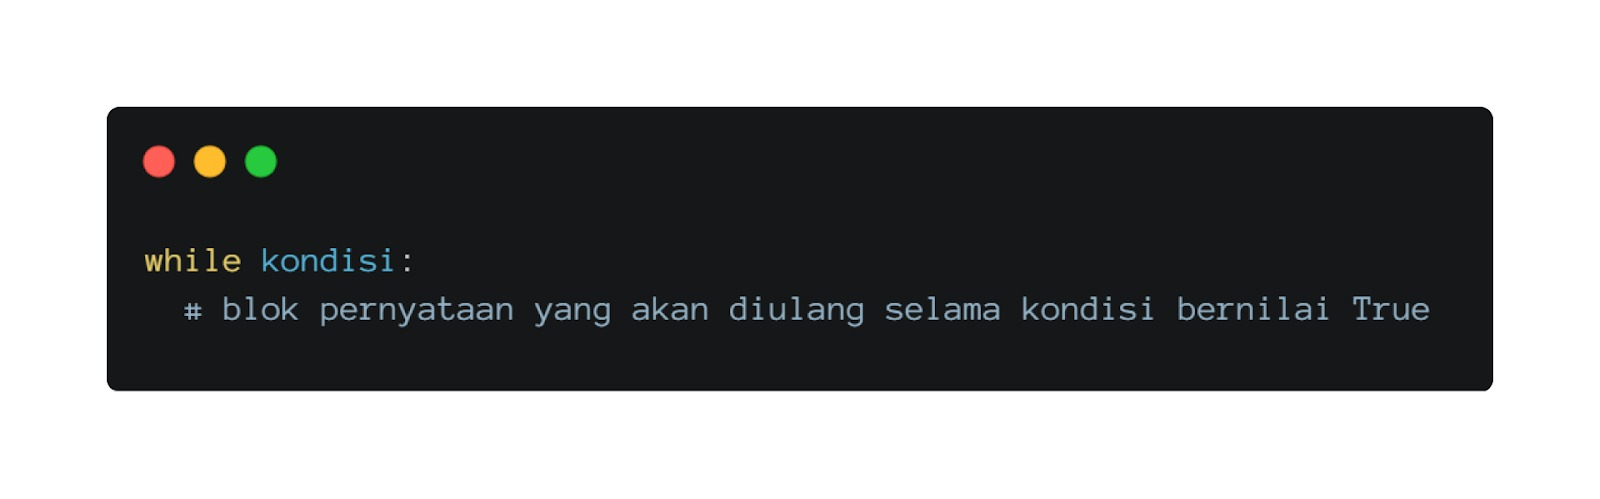 while kondisi:
# blok pernyataan yang akan diulang selama kondisi bernilai True